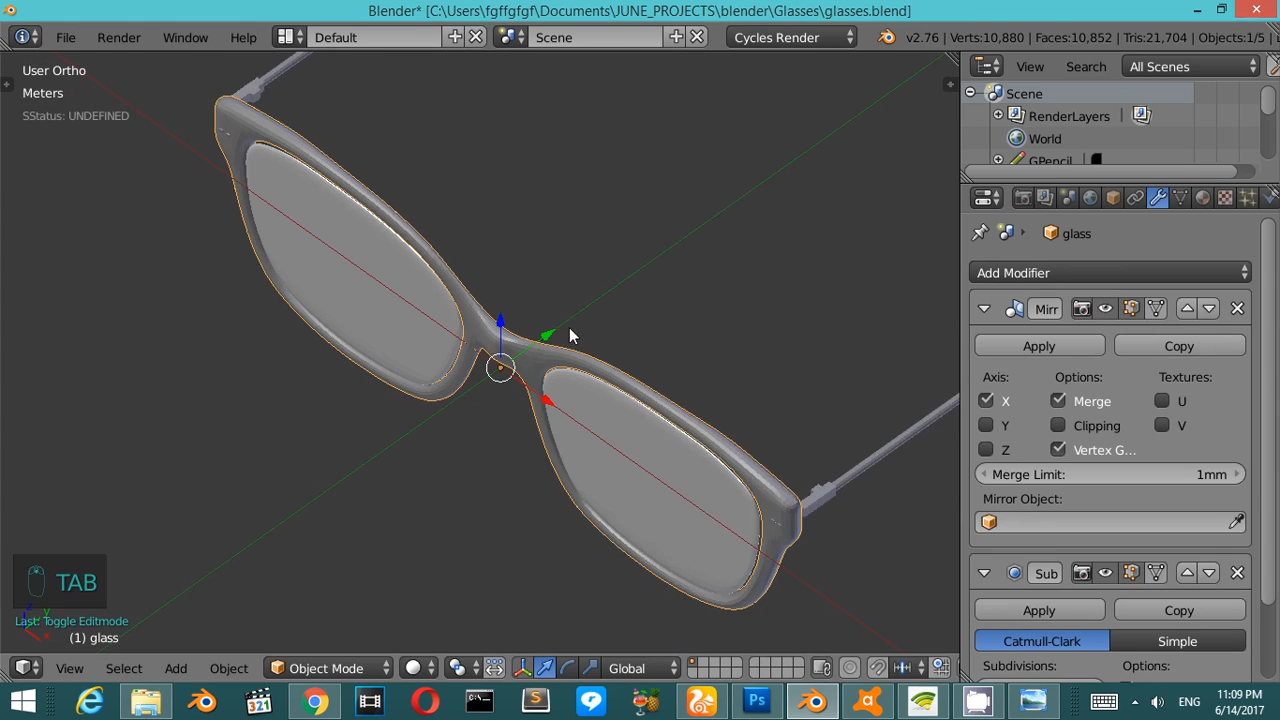 Blender* [C:\Users\fgffgfgf\Documents\JUNE_PROJECTS\blender\Glasses\glasses.blend]
File Render Window Help Default Scene Cycles Render v2.76 | Verts:10,880 | Faces:10,852 | Tris:21,704 | Objects:1/5 |
User Ortho
Meters
SStatus: UNDEFINED
View Search All Scenes
Scene
RenderLayers
World
GPencil
glass
Add Modifier
Mirr
Apply Copy
Axis: Options: Textures:
X Merge U
Y Clipping V
Z Vertex G...
Merge Limit: 1mm
Mirror Object:
Sub
Apply Copy
Catmull-Clark Simple
Subdivisions: Options:
TAB
Last: Toggle Editmode
z
y
x
(1) glass
View Select Add Object Object Mode Global
321
ENG
11:09 PM
6/14/2017